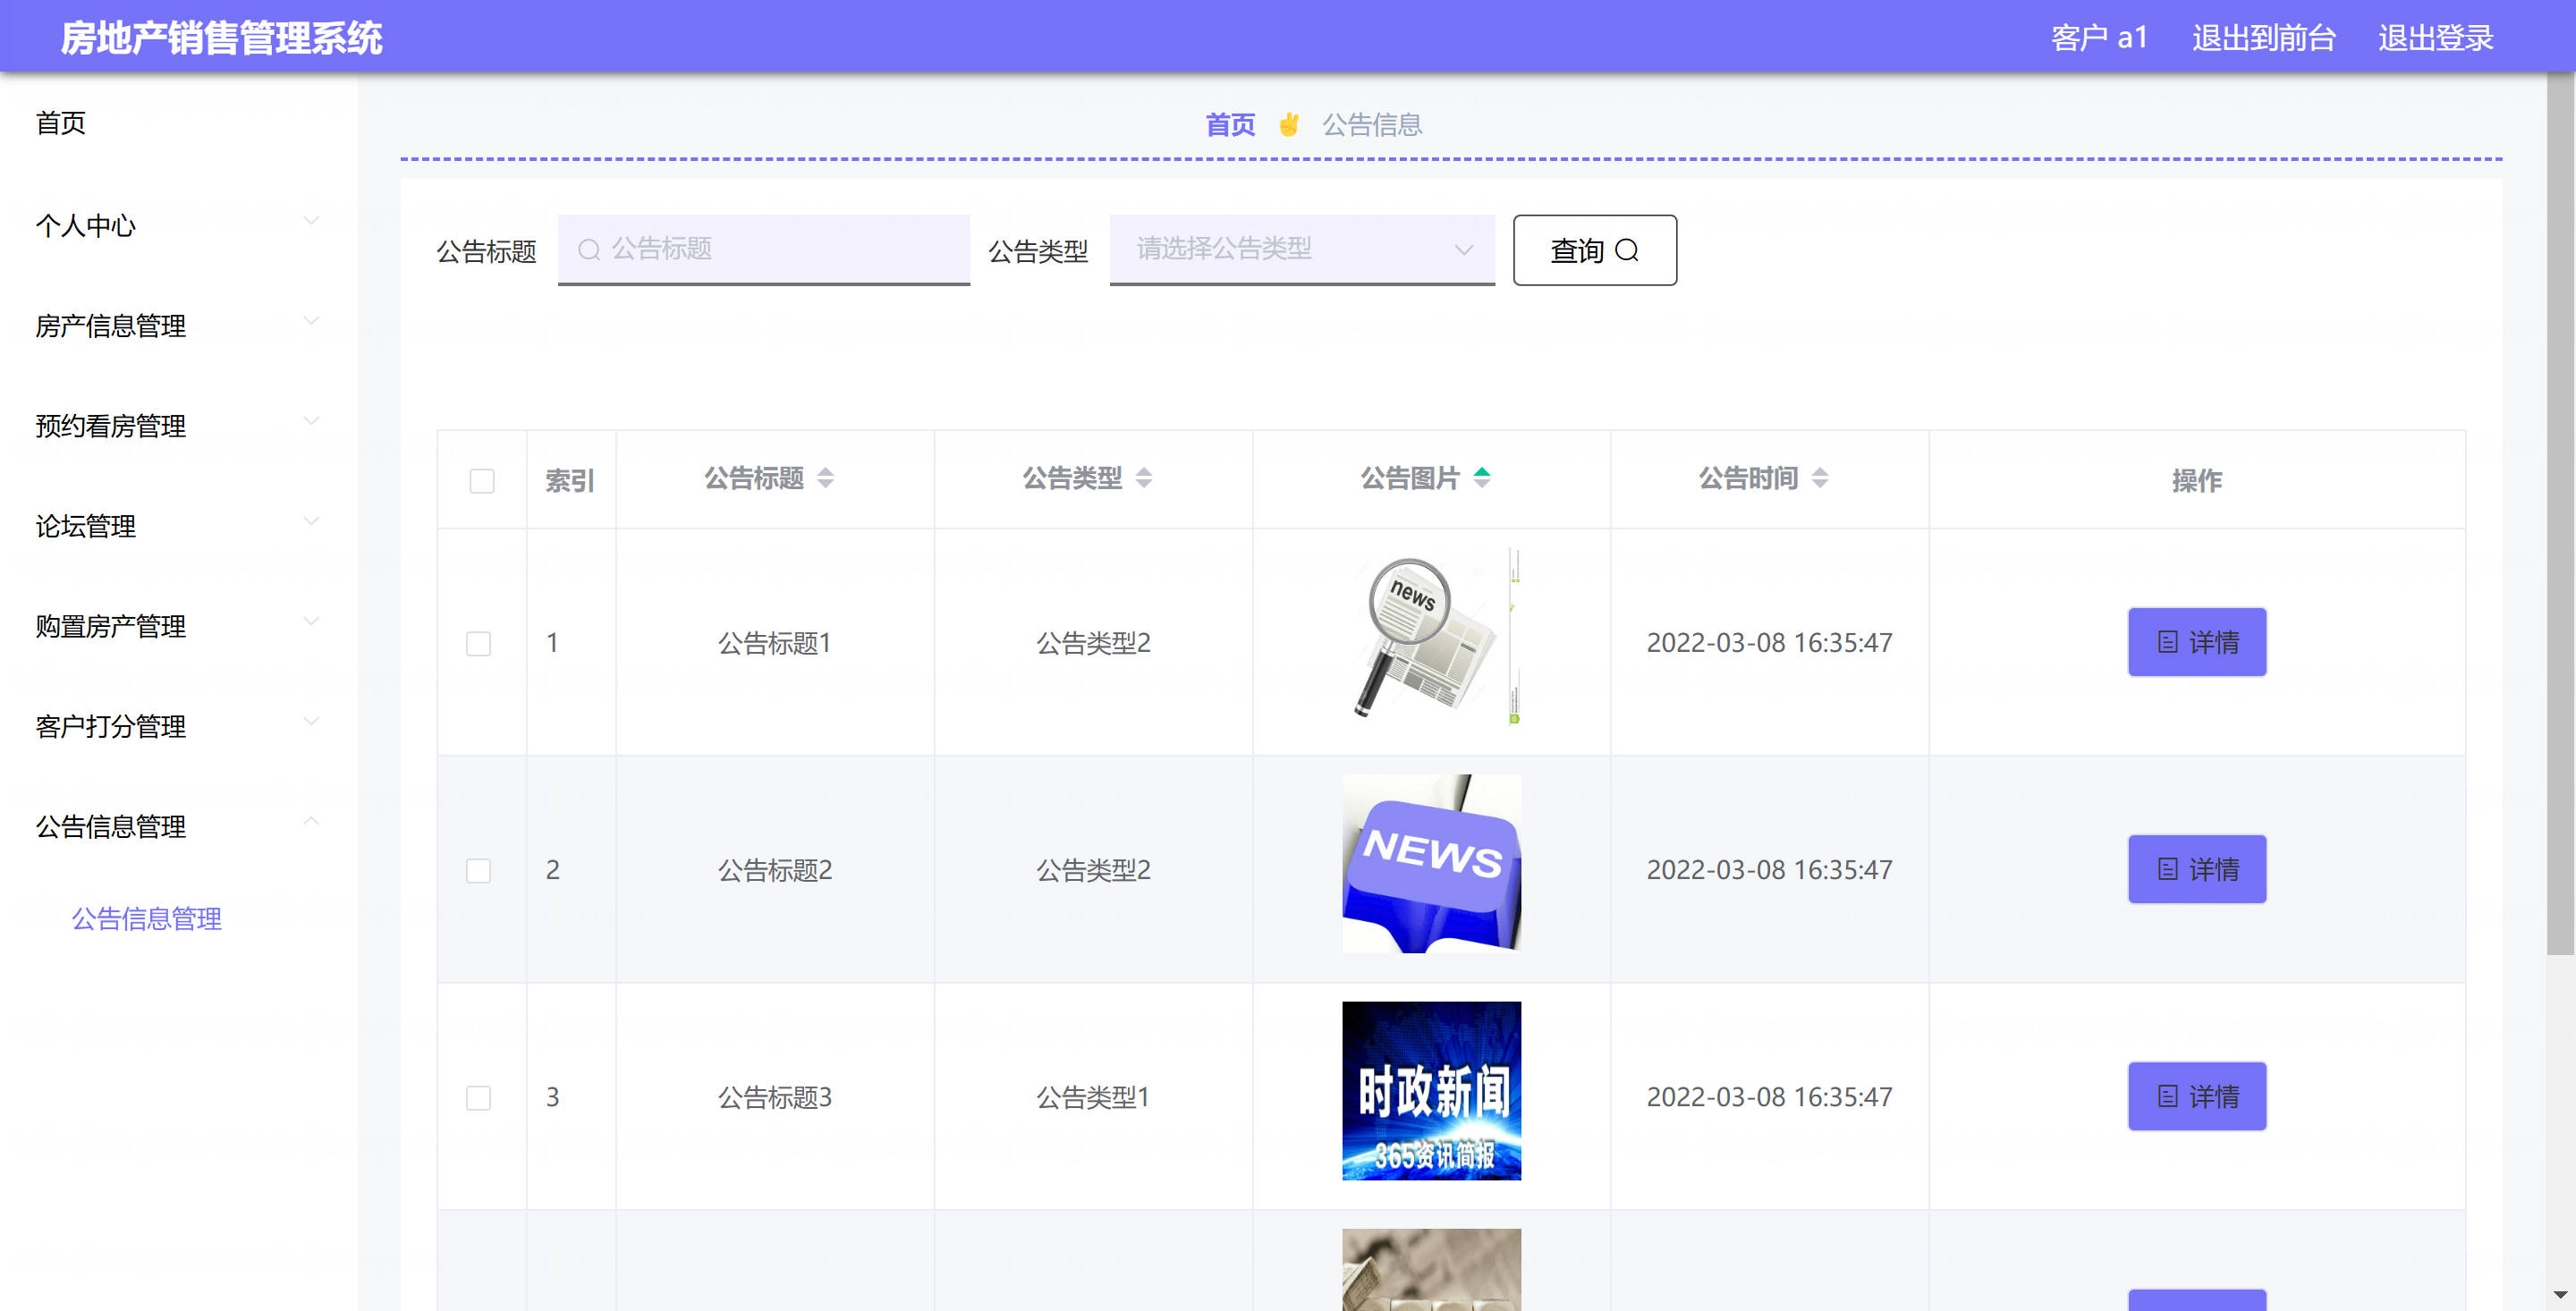 房地产销售管理系统
客户 a1 退出到前台 退出登录
首页
个人中心
房产信息管理
预约看房管理
论坛管理
购置房产管理
客户打分管理
公告信息管理
公告信息管理
首页 公告信息
公告标题 公告标题 公告类型 请选择公告类型 查询
索引 公告标题 公告类型 公告图片 公告时间 操作
1 公告标题1 公告类型2 news 2022-03-08 16:35:47 详情
2 公告标题2 公告类型2 NEWS 2022-03-08 16:35:47 详情
3 公告标题3 公告类型1 时政新闻 2022-03-08 16:35:47 详情
365资讯简报